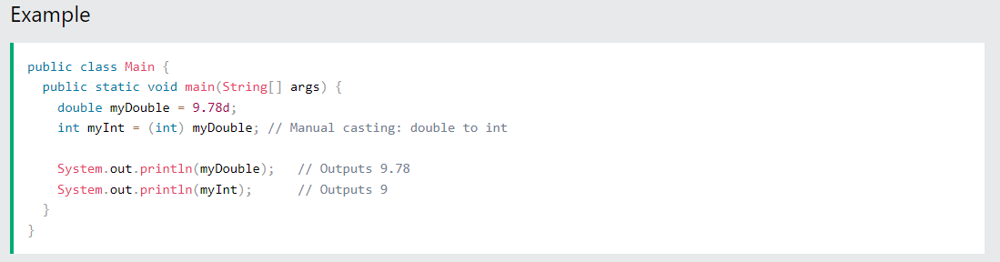 Example
public class Main {
  public static void main(String[] args) {
    double myDouble = 9.78d;
    int myInt = (int) myDouble; // Manual casting: double to int

    System.out.println(myDouble);   // Outputs 9.78
    System.out.println(myInt);      // Outputs 9
  }
}